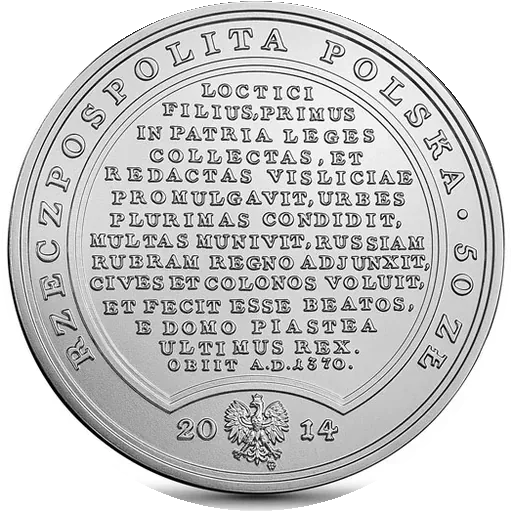 RZECZPOSPOLITA POLSKA · 50 ZŁ
LOCTICI
FILIUS, PRIMUS
IN PATRIA LEGES
COLLECTAS, ET
REDACTAS VISLICIAE
PROMULGAVIT, URBES
PLURIMAS CONDIDIT,
MULTAS MUNIVIT, RUSSIAM
RUBRAM REGNO ADJUNXIT,
CIVES ET COLONOS VOLUIT,
ET FECIT ESSE BEATOS,
E DOMO PIASTEA
ULTIMUS REX.
OBIIT A.D.1370.
2014